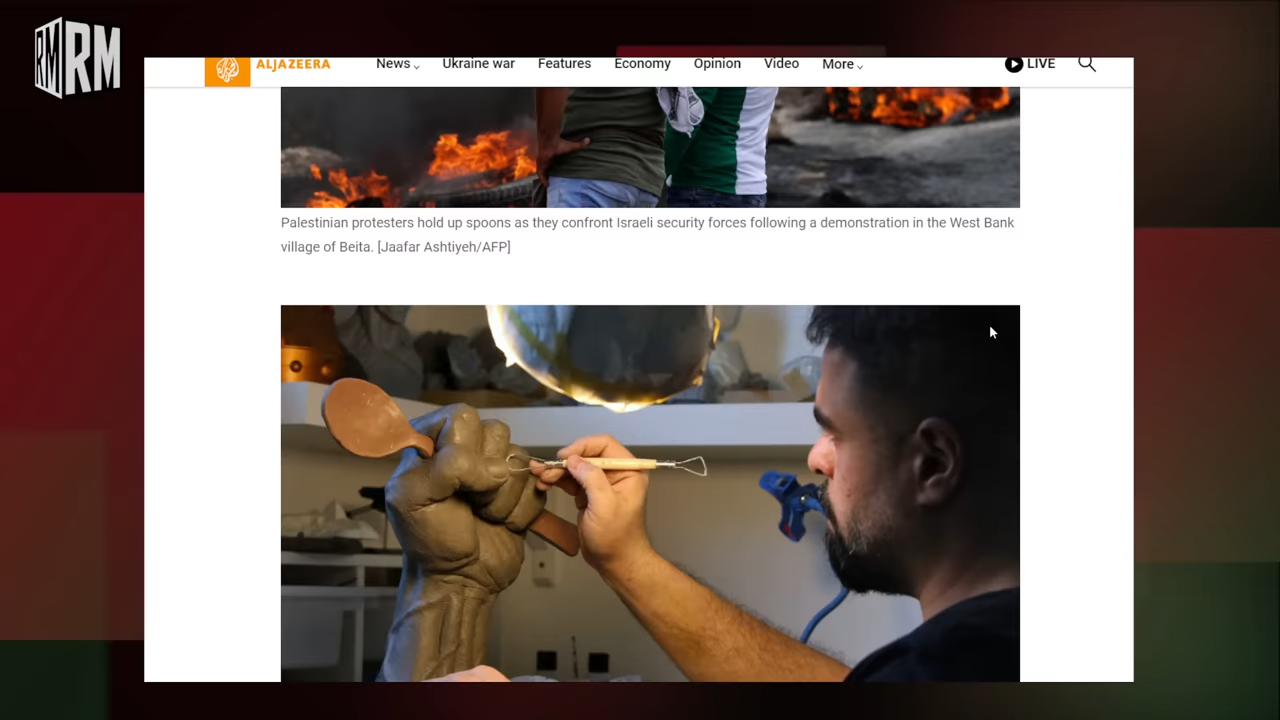 RM RM
ALJAZEERA
News Ukraine war Features Economy Opinion Video More LIVE
Palestinian protesters hold up spoons as they confront Israeli security forces following a demonstration in the West Bank
village of Beita. [Jaafar Ashtiyeh/AFP]